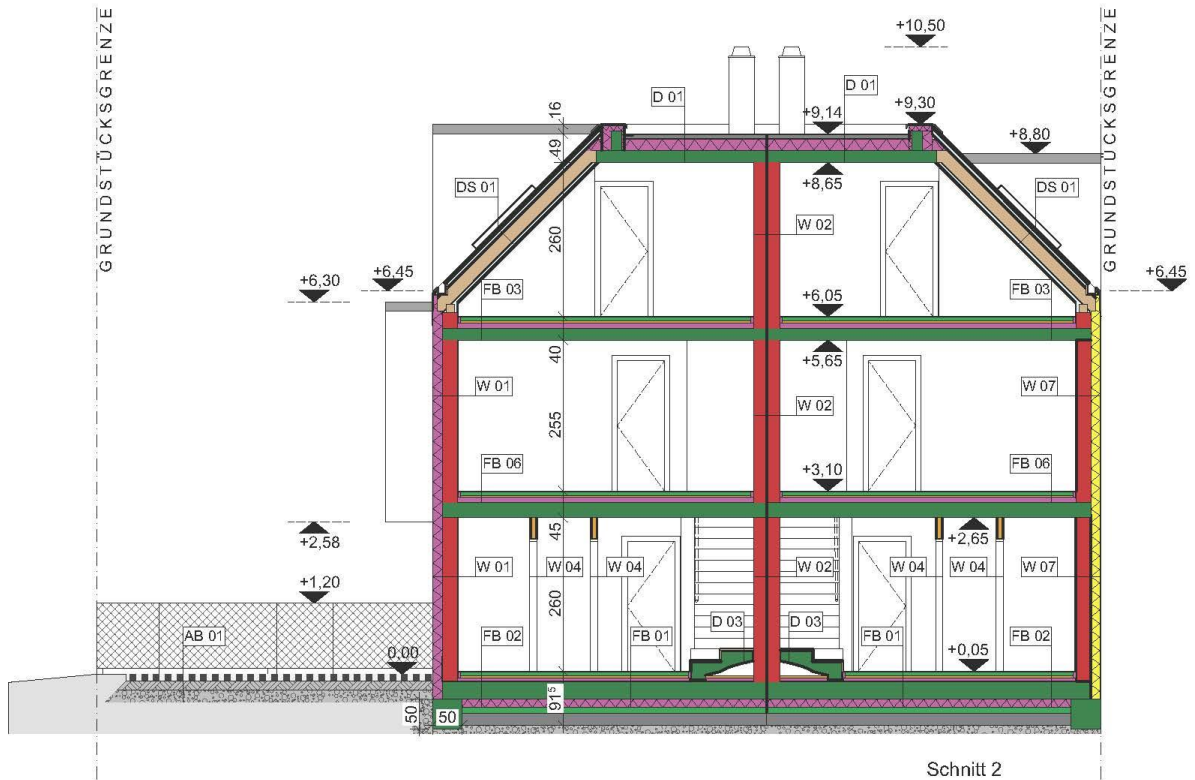 GRUNDSTÜCKSGRENZE
GRUNDSTÜCKSGRENZE
+10,50
D 01
D 01
16
+9,14
+9,30
49
+8,80
+8,65
DS 01
DS 01
260
W 02
+6,30
+6,45
+6,45
FB 03
+6,05
FB 03
40
+5,65
W 01
W 02
W 07
255
FB 06
+3,10
FB 06
+2,58
45
+2,65
W 01
W 04
W 04
W 02
W 04
W 04
W 07
+1,20
260
AB 01
FB 02
FB 01
D 03
D 03
FB 01
FB 02
0,00
+0,05
50
50
91⁵
Schnitt 2